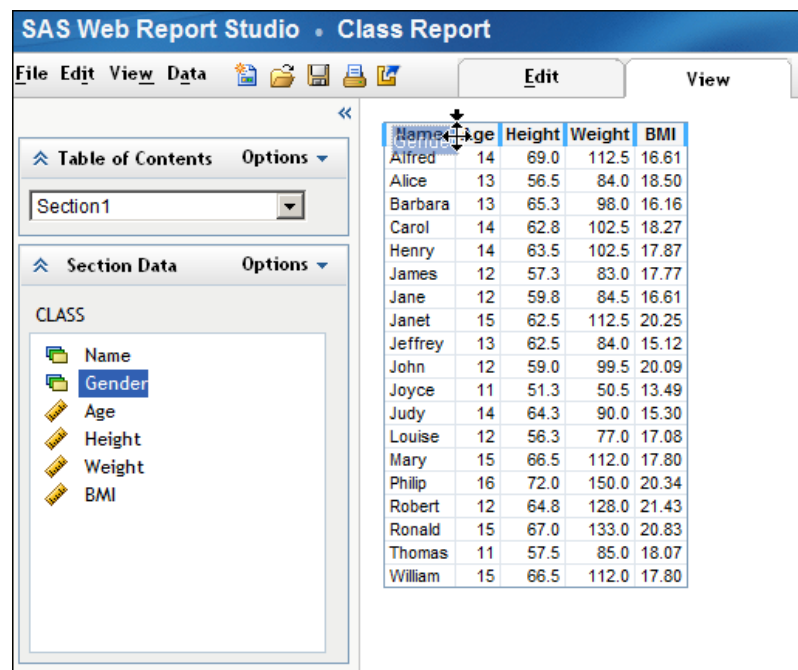 SAS Web Report Studio • Class Report
File Edit View Data
Edit
View
Table of Contents Options
Section1
Section Data Options
CLASS
Name
Gender
Age
Height
Weight
BMI
Name Age Height Weight BMI
Gender
Alfred 14 69.0 112.5 16.61
Alice 13 56.5 84.0 18.50
Barbara 13 65.3 98.0 16.16
Carol 14 62.8 102.5 18.27
Henry 14 63.5 102.5 17.87
James 12 57.3 83.0 17.77
Jane 12 59.8 84.5 16.61
Janet 15 62.5 112.5 20.25
Jeffrey 13 62.5 84.0 15.12
John 12 59.0 99.5 20.09
Joyce 11 51.3 50.5 13.49
Judy 14 64.3 90.0 15.30
Louise 12 56.3 77.0 17.08
Mary 15 66.5 112.0 17.80
Philip 16 72.0 150.0 20.34
Robert 12 64.8 128.0 21.43
Ronald 15 67.0 133.0 20.83
Thomas 11 57.5 85.0 18.07
William 15 66.5 112.0 17.80